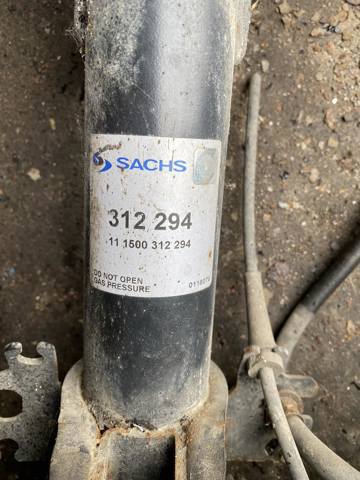 SACHS
312 294
11 1500 312 294
DO NOT OPEN
GAS PRESSURE